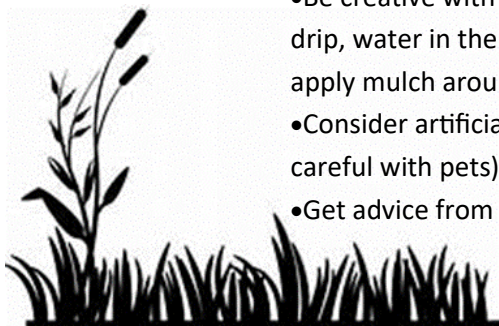 •Be creative with
drip, water in the
apply mulch arou
•Consider artificia
careful with pets)
•Get advice from